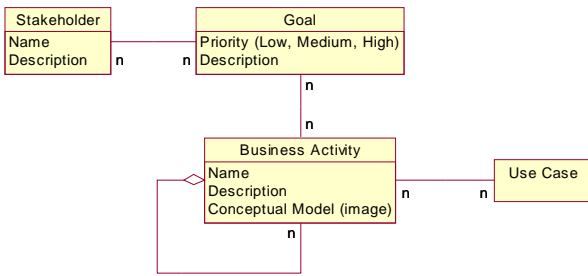 Stakeholder
Name
Description
n
n
Goal
Priority (Low, Medium, High)
Description
n
n
Business Activity
Name
Description
Conceptual Model (image)
n
n
n
Use Case